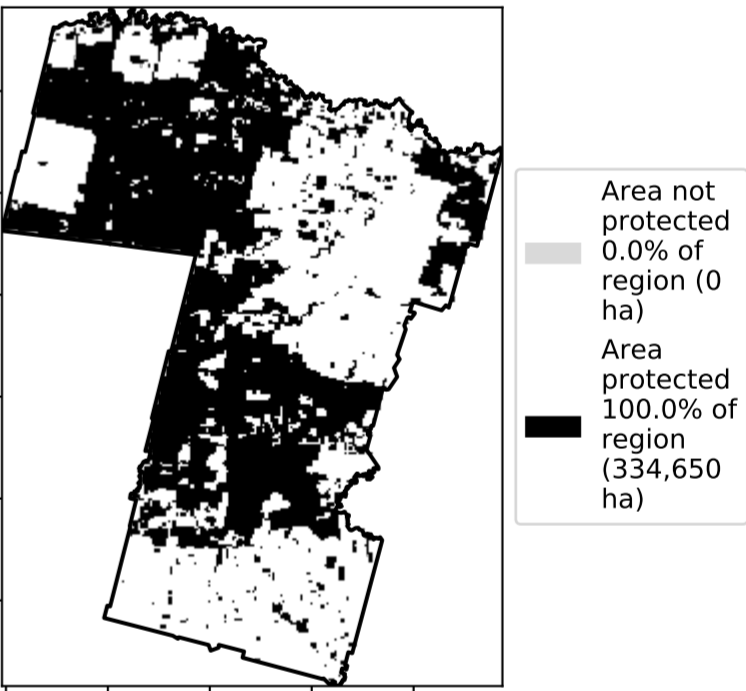 Area not
protected
0.0% of
region (0
ha)
Area
protected
100.0% of
region
(334,650
ha)